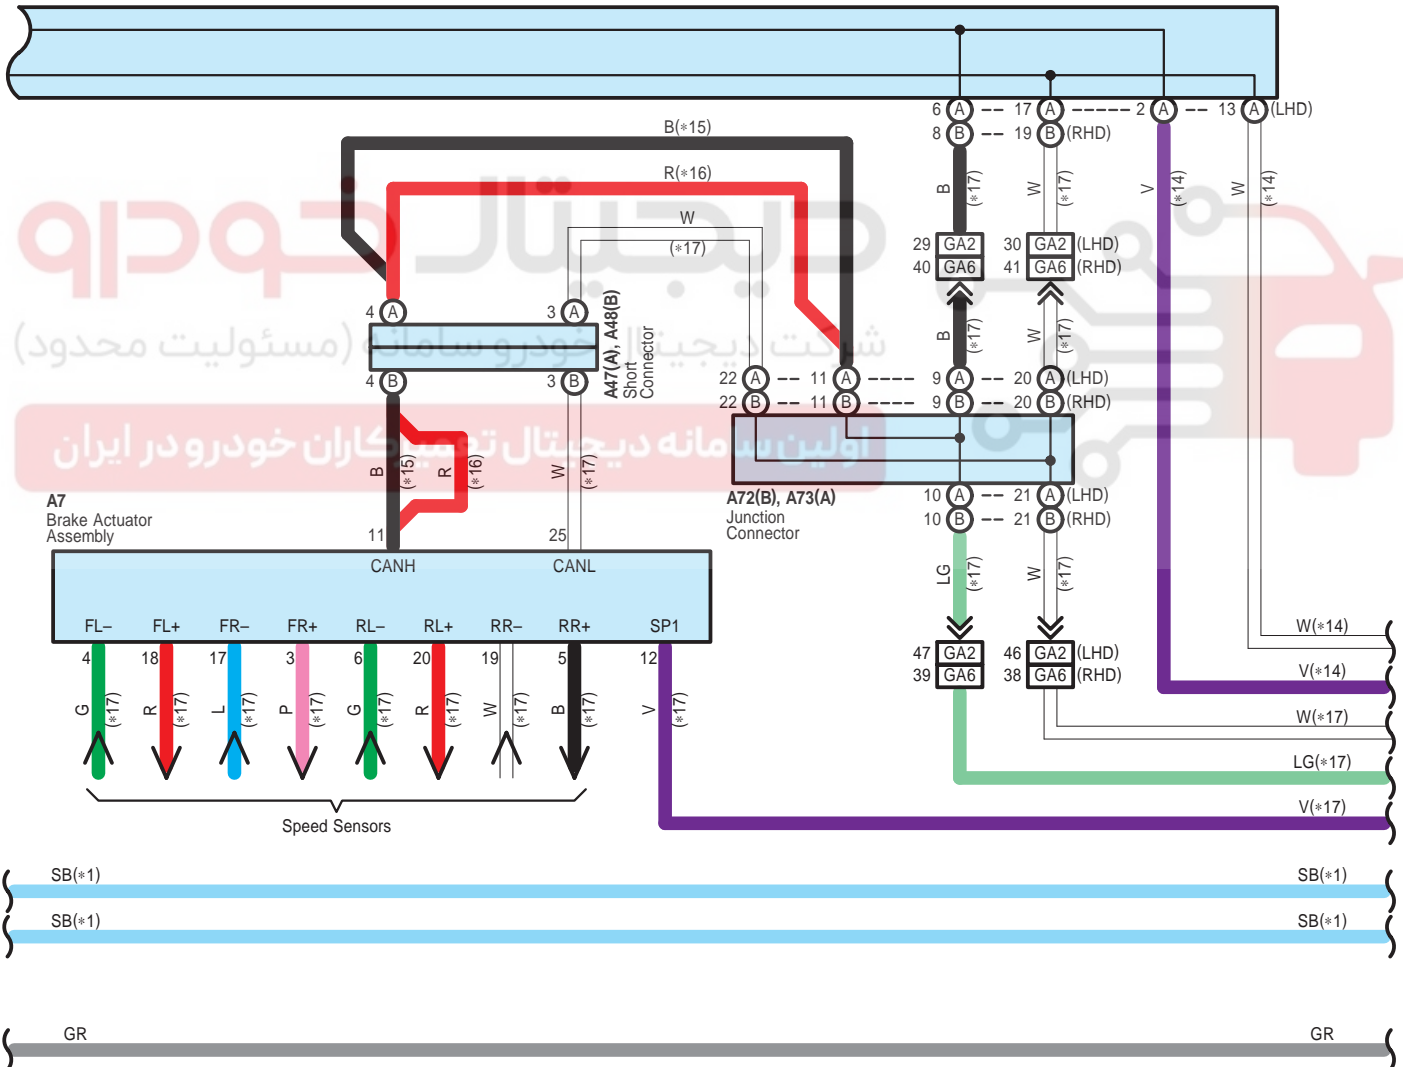 6 A 17 A 2 A 13 A (LHD)
8 B 19 B (RHD)
B(*15)
R(*16)
W
(*17)
B (*17)
W (*17)
V (*14)
W (*14)
دیجیتال خودرو
شرکت دیجیتال خودرو سامانه (مسئولیت محدود)
اولین سامانه دیجیتال تعمیرکاران خودرو در ایران
29 GA2 30 GA2 (LHD)
40 GA6 41 GA6 (RHD)
4 A 3 A
A47(A), A48(B)
Short
Connector
4 B 3 B
B (*17)
W (*17)
22 A 11 A 9 A 20 A (LHD)
22 B 11 B 9 B 20 B (RHD)
B (*15)
R (*16)
W (*17)
A72(B), A73(A)
Junction
Connector
10 A 21 A (LHD)
10 B 21 B (RHD)
A7
Brake Actuator
Assembly
11 25
CANH CANL
LG (*17)
W (*17)
FL– FL+ FR– FR+ RL– RL+ RR– RR+ SP1
4 18 17 3 6 20 19 5 12
G (*17)
R (*17)
L (*17)
P (*17)
G (*17)
R (*17)
W (*17)
B (*17)
V (*17)
Speed Sensors
47 GA2 46 GA2 (LHD)
39 GA6 38 GA6 (RHD)
W(*14)
V(*14)
W(*17)
LG(*17)
V(*17)
SB(*1) SB(*1)
SB(*1) SB(*1)
GR GR